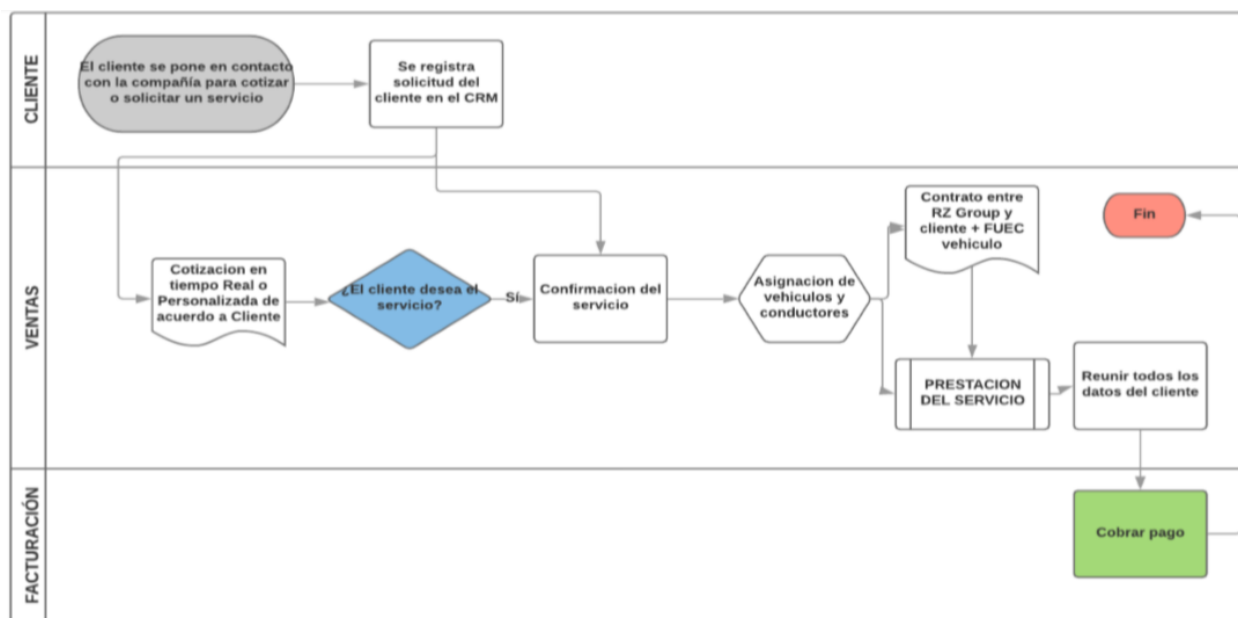 CLIENTE
El cliente se pone en contacto
con la compañía para cotizar
o solicitar un servicio
Se registra
solicitud del
cliente en el CRM
VENTAS
Cotizacion en
tiempo Real o
Personalizada de
acuerdo a Cliente
¿El cliente desea el
servicio?
Sí
Confirmacion del
servicio
Asignacion de
vehiculos y
conductores
Contrato entre
RZ Group y
cliente + FUEC
vehiculo
PRESTACION
DEL SERVICIO
Reunir todos los
datos del cliente
Fin
FACTURACIÓN
Cobrar pago